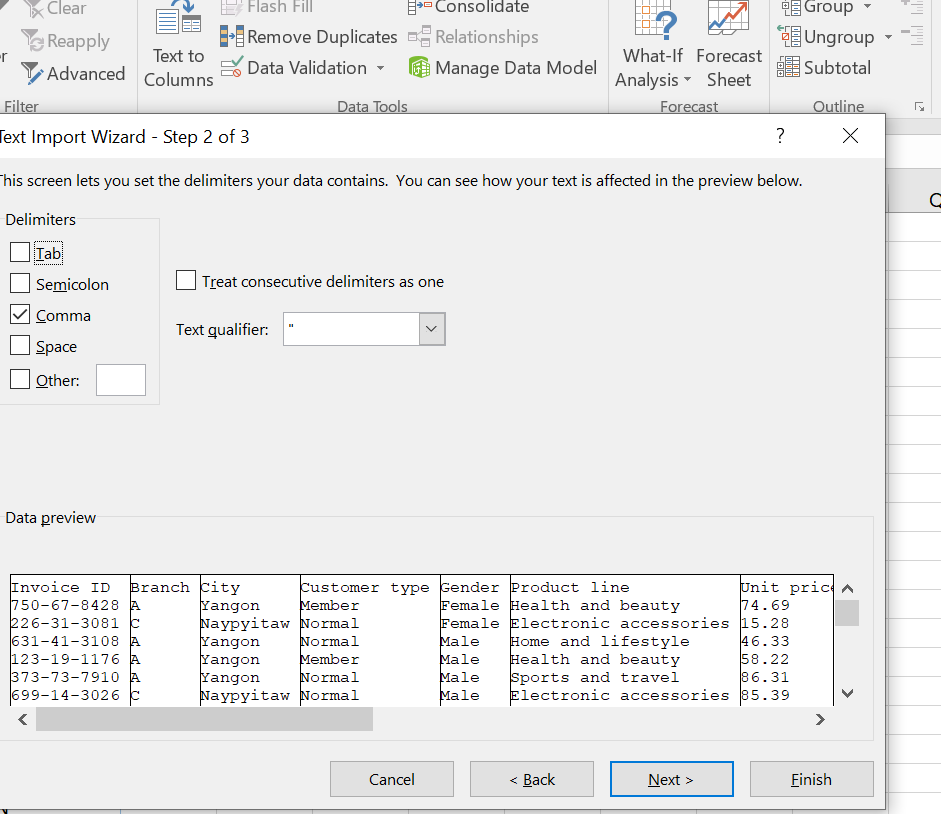 Clear
Reapply
Advanced
Filter
Text to
Columns
Flash Fill
Remove Duplicates
Data Validation
Consolidate
Relationships
Manage Data Model
Data Tools
What-If
Analysis
Forecast
Sheet
Forecast
Group
Ungroup
Subtotal
Outline
Text Import Wizard - Step 2 of 3
?
This screen lets you set the delimiters your data contains. You can see how your text is affected in the preview below.
Q
Delimiters
Tab
Semicolon
Comma
Space
Other:
Treat consecutive delimiters as one
Text qualifier: "
Data preview
Invoice ID Branch City Customer type Gender Product line Unit price
750-67-8428 A Yangon Member Female Health and beauty 74.69
226-31-3081 C Naypyitaw Normal Female Electronic accessories 15.28
631-41-3108 A Yangon Normal Male Home and lifestyle 46.33
123-19-1176 A Yangon Member Male Health and beauty 58.22
373-73-7910 A Yangon Normal Male Sports and travel 86.31
699-14-3026 C Naypyitaw Normal Male Electronic accessories 85.39
Cancel
< Back
Next >
Finish